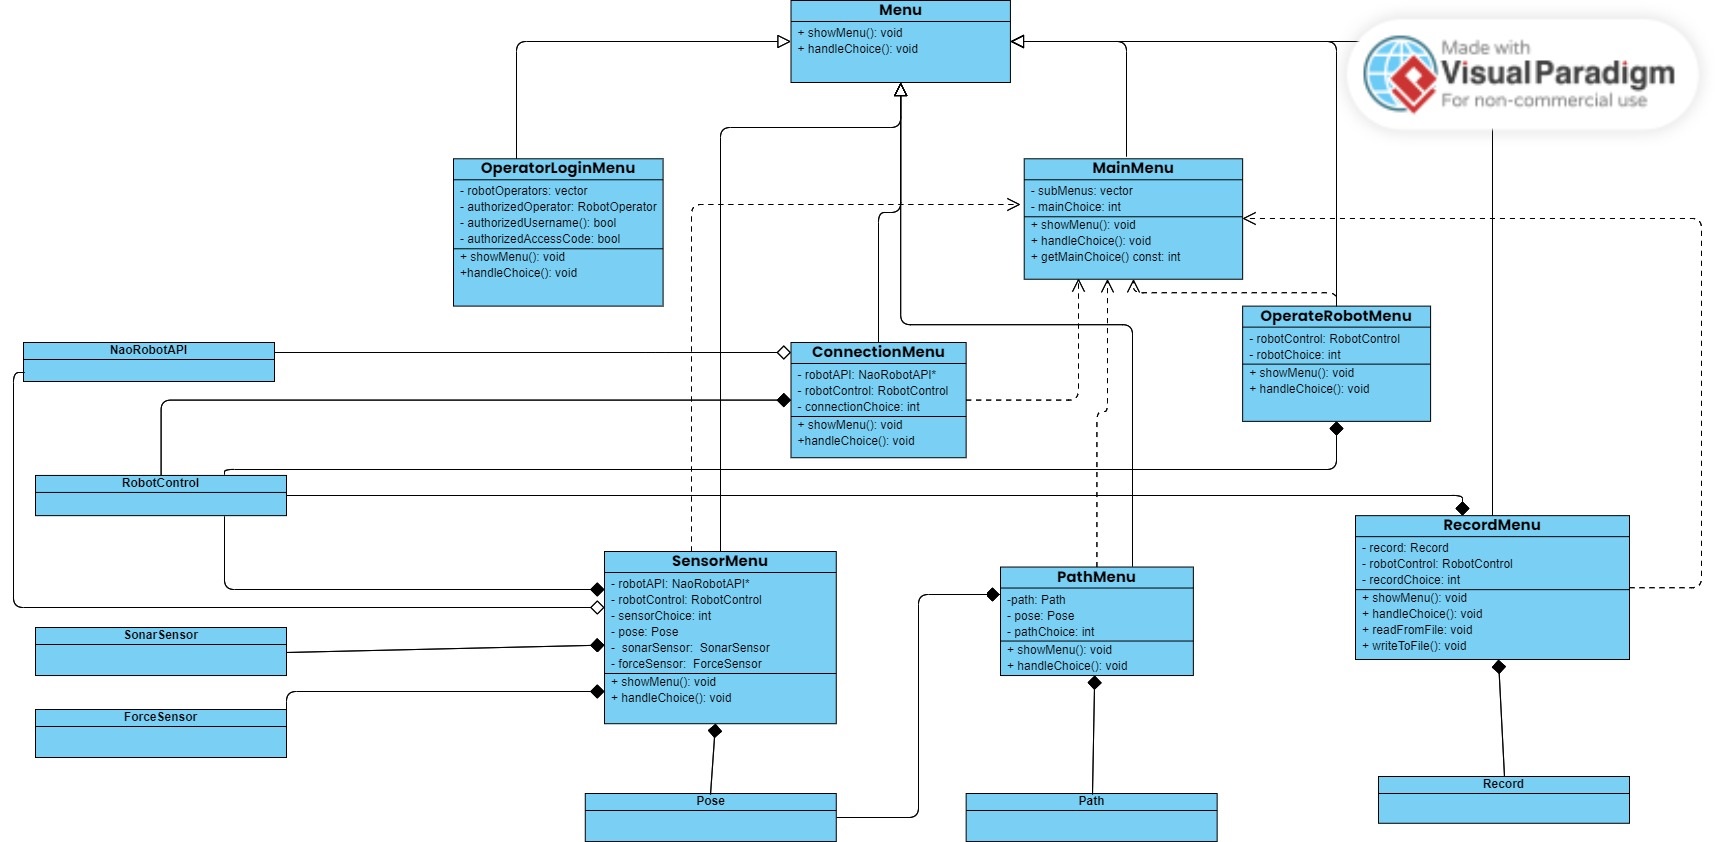 Menu
+ showMenu(): void
+ handleChoice(): void
Made with
Visual Paradigm
For non-commercial use
OperatorLoginMenu
- robotOperators: vector
- authorizedOperator: RobotOperator
- authorizedUsername(): bool
- authorizedAccessCode: bool
+ showMenu(): void
+handleChoice(): void
MainMenu
- subMenus: vector
- mainChoice: int
+ showMenu(): void
+ handleChoice(): void
+ getMainChoice() const: int
OperateRobotMenu
- robotControl: RobotControl
- robotChoice: int
+ showMenu(): void
+ handleChoice(): void
NaoRobotAPI
ConnectionMenu
- robotAPI: NaoRobotAPI*
- robotControl: RobotControl
- connectionChoice: int
+ showMenu(): void
+handleChoice(): void
RobotControl
SensorMenu
- robotAPI: NaoRobotAPI*
- robotControl: RobotControl
- sensorChoice: int
- pose: Pose
- sonarSensor: SonarSensor
- forceSensor: ForceSensor
+ showMenu(): void
+ handleChoice(): void
PathMenu
-path: Path
- pose: Pose
- pathChoice: int
+ showMenu(): void
+ handleChoice(): void
RecordMenu
- record: Record
- robotControl: RobotControl
- recordChoice: int
+ showMenu(): void
+ handleChoice(): void
+ readFromFile: void
+ writeToFile(): void
SonarSensor
ForceSensor
Pose
Path
Record